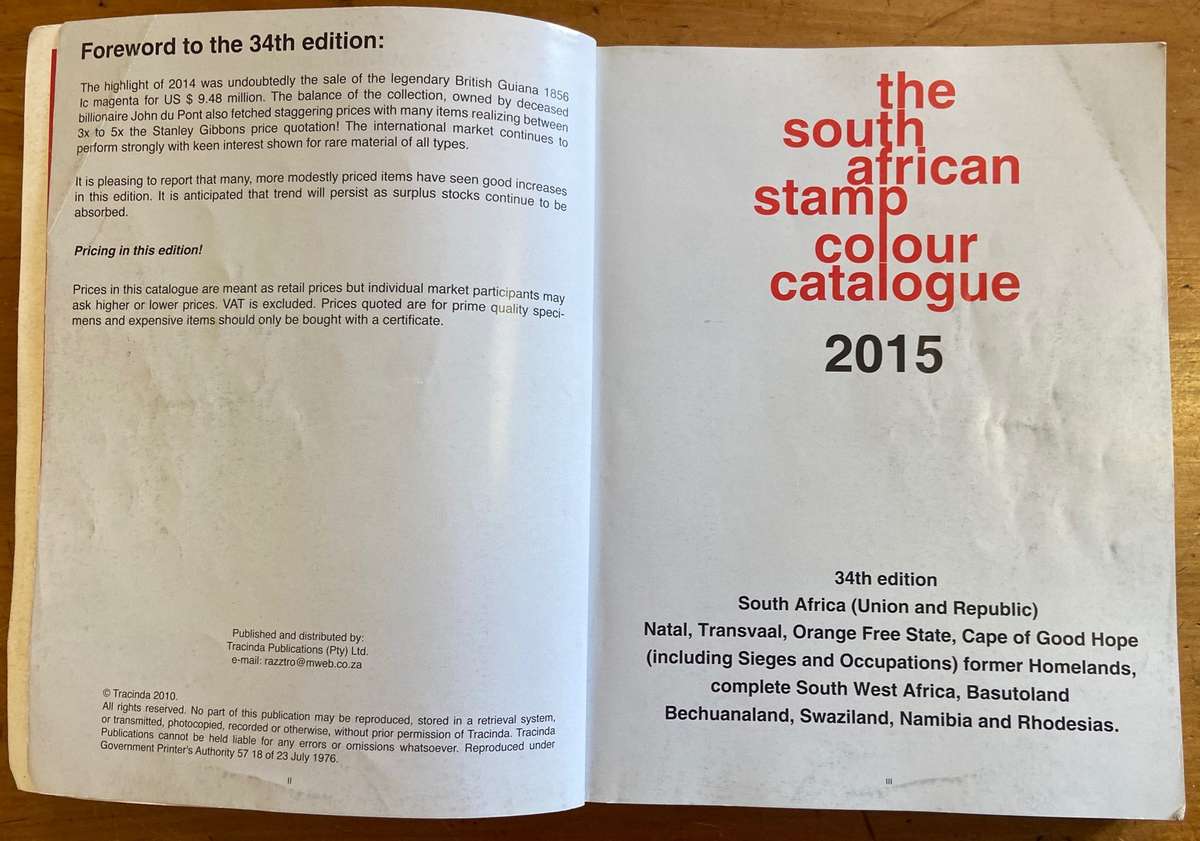 Foreword to the 34th edition:
The highlight of 2014 was undoubtedly the sale of the legendary British Guiana 1856
Ic magenta for US $ 9.48 million. The balance of the collection, owned by deceased
billionaire John du Pont also fetched staggering prices with many items realizing between
3x to 5x the Stanley Gibbons price quotation! The international market continues to
perform strongly with keen interest shown for rare material of all types.
It is pleasing to report that many, more modestly priced items have seen good increases
in this edition. It is anticipated that trend will persist as surplus stocks continue to be
absorbed.
Pricing in this edition!
Prices in this catalogue are meant as retail prices but individual market participants may
ask higher or lower prices. VAT is excluded. Prices quoted are for prime quality speci-
mens and expensive items should only be bought with a certificate.
Published and distributed by:
Tracinda Publications (Pty) Ltd.
e-mail: razztro@mweb.co.za
© Tracinda 2010.
All rights reserved. No part of this publication may be reproduced, stored in a retrieval system,
or transmitted, photocopied, recorded or otherwise, without prior permission of Tracinda. Tracinda
Publications cannot be held liable for any errors or omissions whatsoever. Reproduced under
Government Printer's Authority 57 18 of 23 July 1976.
II
the
south
african
stamp
colour
catalogue
2015
34th edition
South Africa (Union and Republic)
Natal, Transvaal, Orange Free State, Cape of Good Hope
(including Sieges and Occupations) former Homelands,
complete South West Africa, Basutoland
Bechuanaland, Swaziland, Namibia and Rhodesias.
III